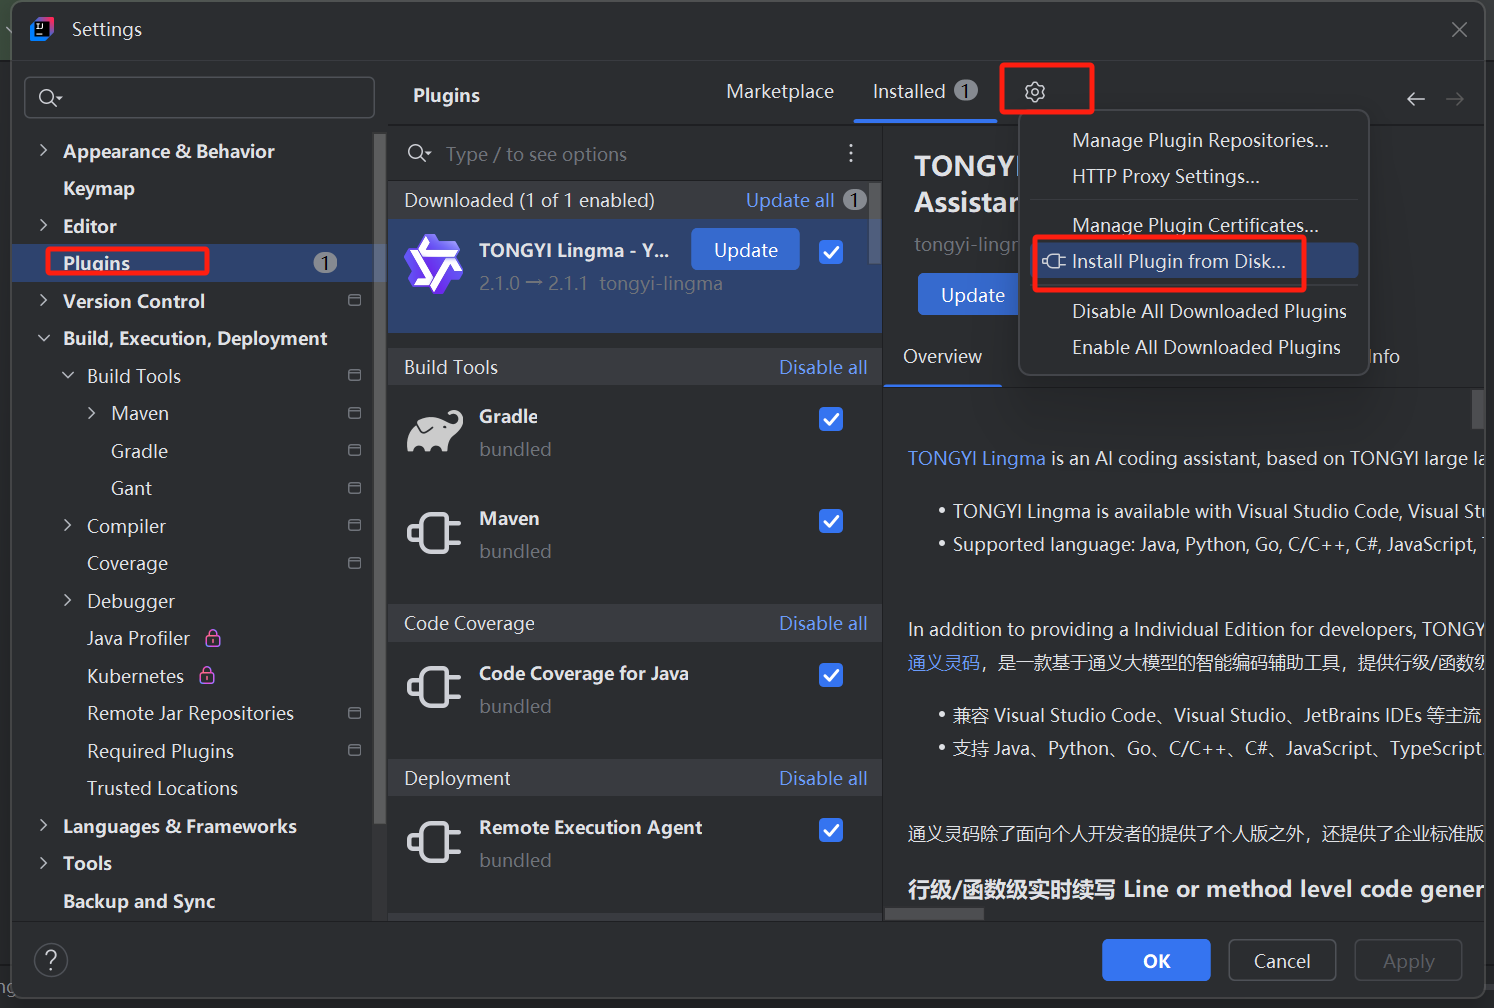 Settings
Plugins
Marketplace
Installed 1
Appearance & Behavior
Keymap
Editor
Plugins 1
Version Control
Build, Execution, Deployment
Build Tools
Maven
Gradle
Gant
Compiler
Coverage
Debugger
Java Profiler
Kubernetes
Remote Jar Repositories
Required Plugins
Trusted Locations
Languages & Frameworks
Tools
Backup and Sync
Type / to see options
Downloaded (1 of 1 enabled) Update all 1
TONGYI Lingma - Y... Update
2.1.0 → 2.1.1 tongyi-lingma
Build Tools Disable all
Gradle
bundled
Maven
bundled
Code Coverage Disable all
Code Coverage for Java
bundled
Deployment Disable all
Remote Execution Agent
bundled
Manage Plugin Repositories...
HTTP Proxy Settings...
Manage Plugin Certificates...
Install Plugin from Disk...
Disable All Downloaded Plugins
Enable All Downloaded Plugins
TONGYI
Assistan
tongyi-lingm
Update
Overview
Info
TONGYI Lingma is an AI coding assistant, based on TONGYI large la
• TONGYI Lingma is available with Visual Studio Code, Visual Stu
• Supported language: Java, Python, Go, C/C++, C#, JavaScript,
In addition to providing a Individual Edition for developers, TONGY
通义灵码，是一款基于通义大模型的智能编码辅助工具，提供行级/函数级
• 兼容 Visual Studio Code、Visual Studio、JetBrains IDEs 等主流
• 支持 Java、Python、Go、C/C++、C#、JavaScript、TypeScript
通义灵码除了面向个人开发者的提供了个人版之外，还提供了企业标准版
行级/函数级实时续写 Line or method level code gener
?
OK
Cancel
Apply